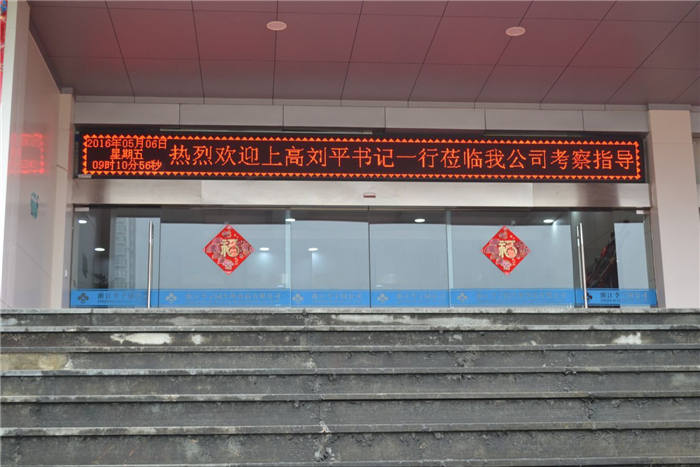 2016年05月06日
星期五
09时10分56秒
热烈欢迎上高刘平书记一行莅临我公司考察指导
福
福